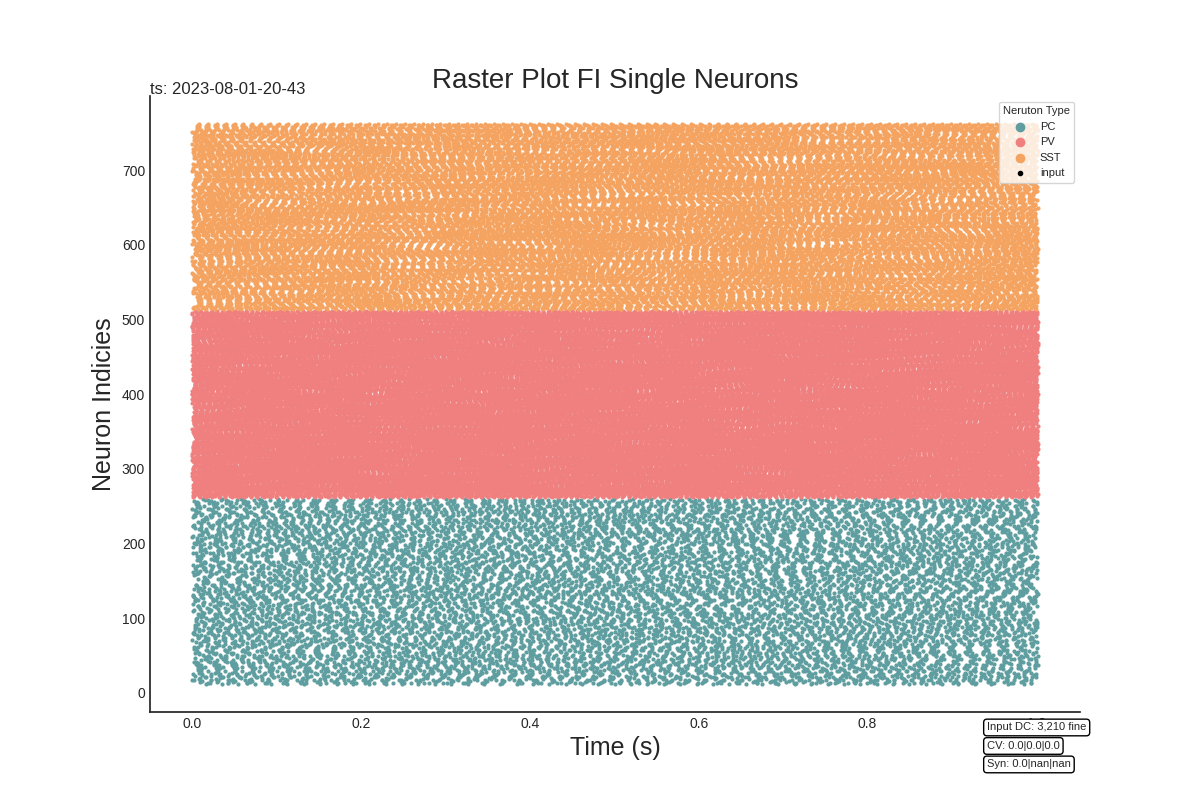 Raster Plot FI Single Neurons
ts: 2023-08-01-20-43
Neruton Type
PC
PV
SST
input
Neuron Indicies
700
600
500
400
300
200
100
0
0.0 0.2 0.4 0.6 0.8
Time (s)
Input DC: 3,210 fine
CV: 0.0|0.0|0.0
Syn: 0.0|nan|nan